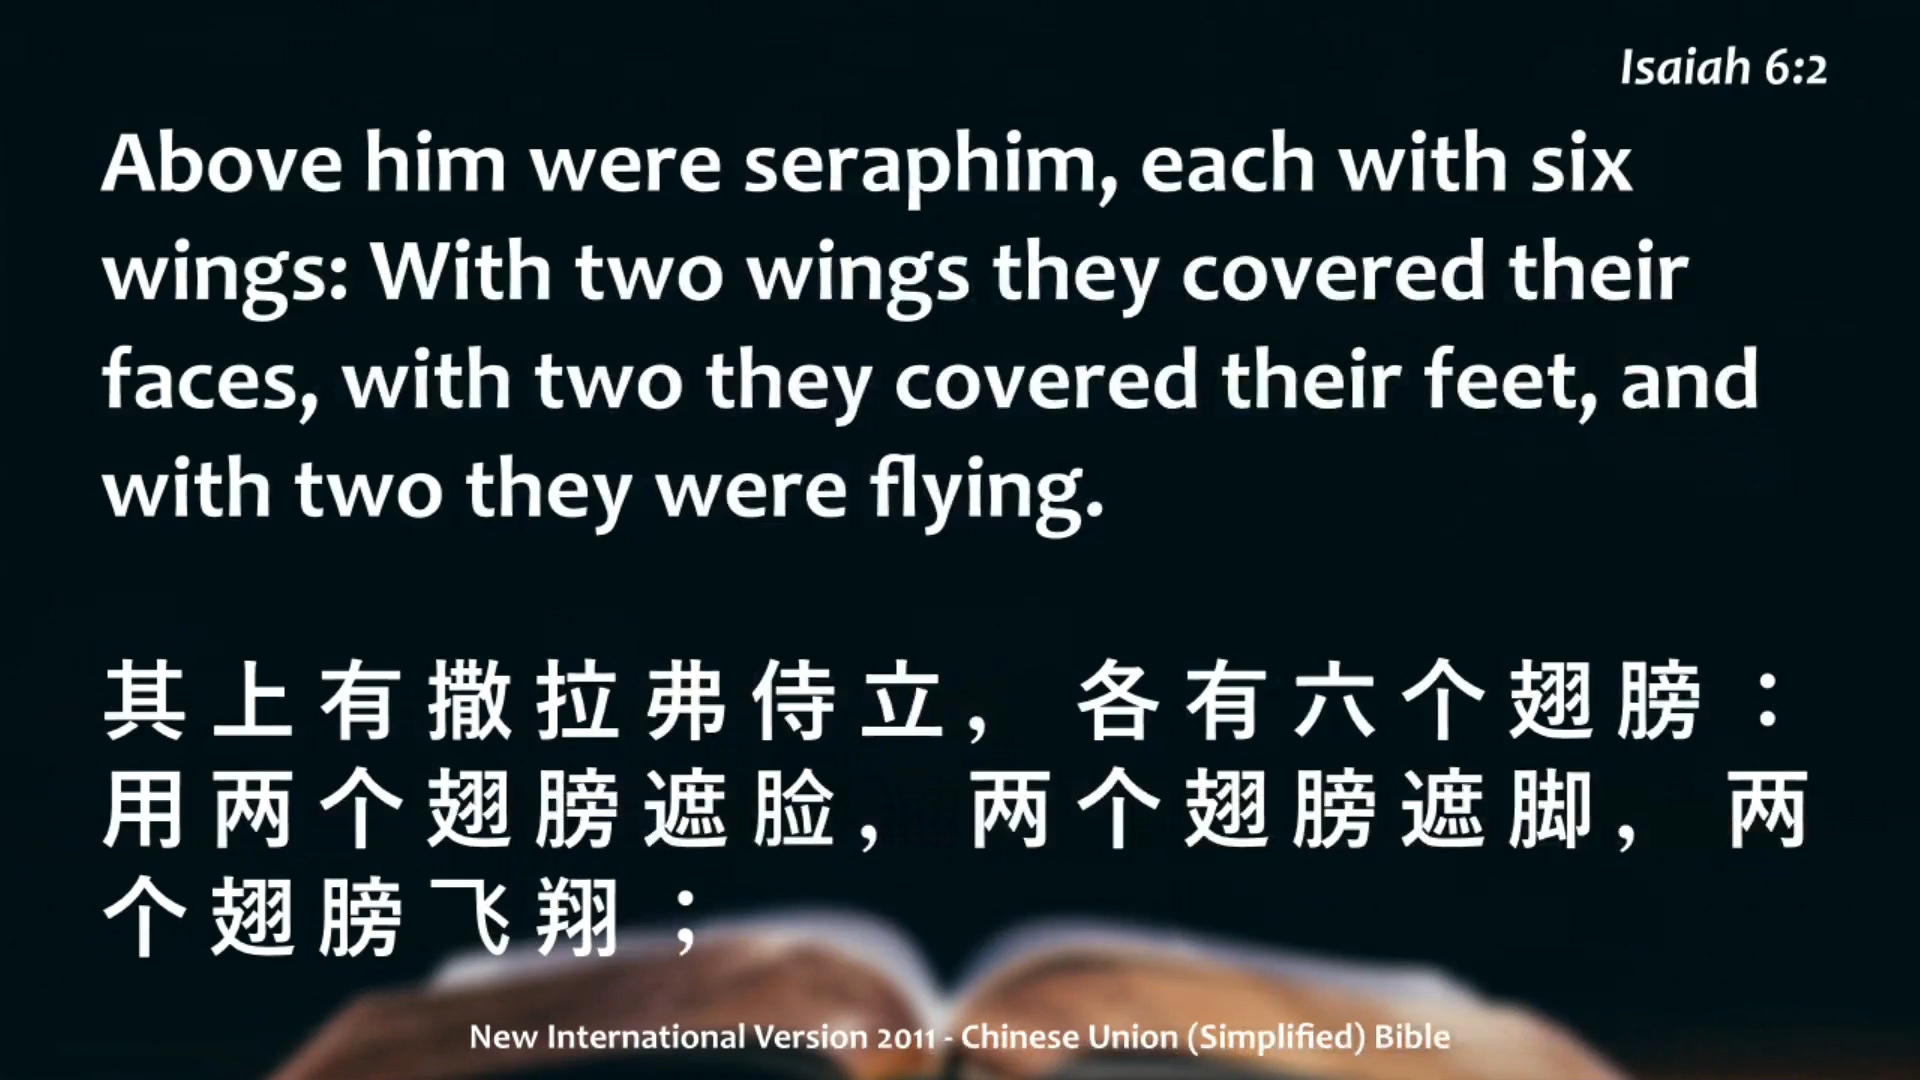 Isaiah 6:2
Above him were seraphim, each with six
wings: With two wings they covered their
faces, with two they covered their feet, and
with two they were flying.
其上有撒拉弗侍立， 各有六个翅膀：
用两个翅膀遮脸， 两个翅膀遮脚， 两
个翅膀飞翔；
New International Version 2011 - Chinese Union (Simplified) Bible